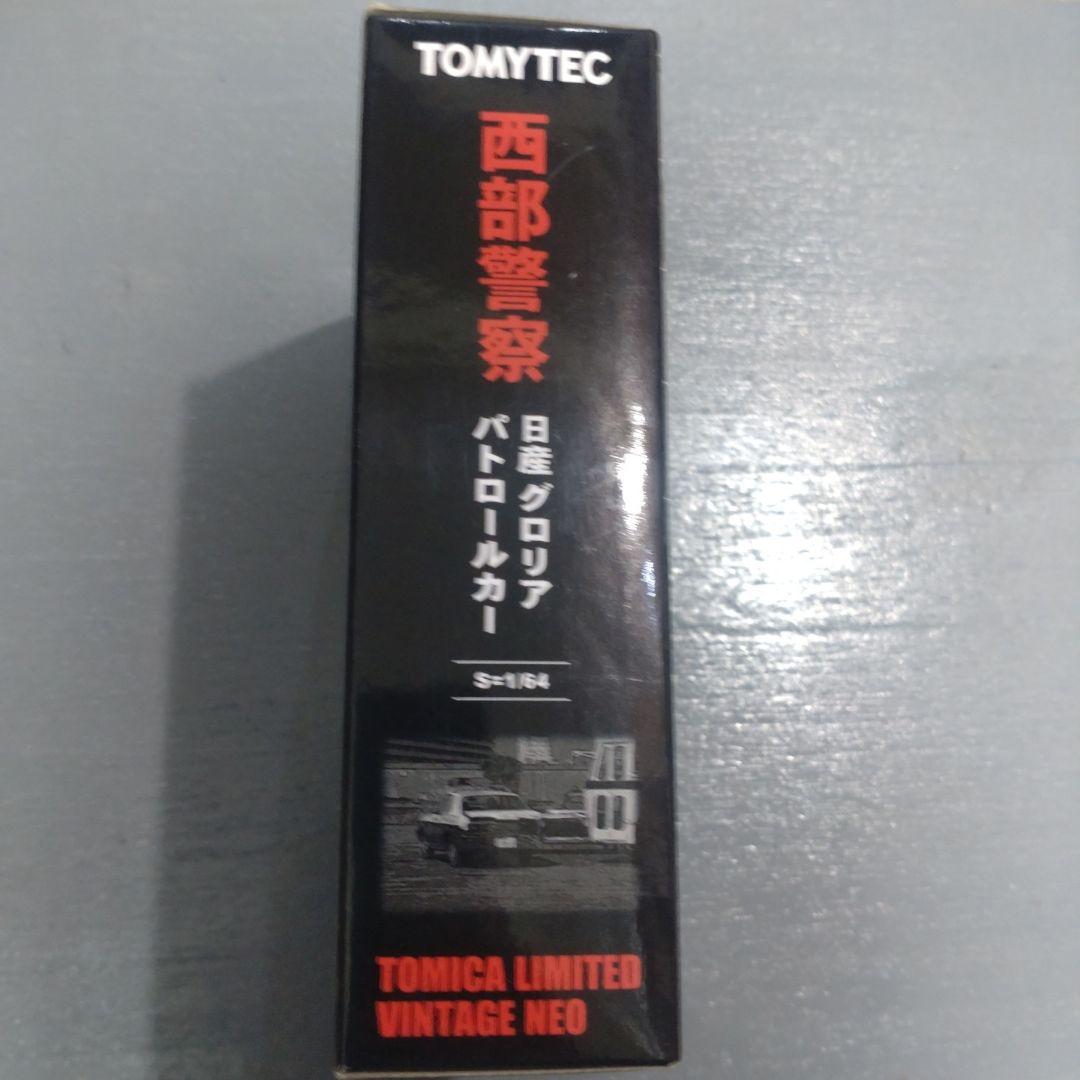 TOMYTEC
西部警察
日産 グロリア
パトロールカー
S=1/64
TOMICA LIMITED
VINTAGE NEO